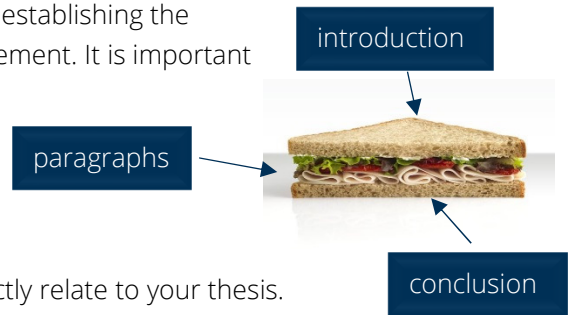 establishing the
introduction
ement. It is important
paragraphs
ctly relate to your thesis.
conclusion